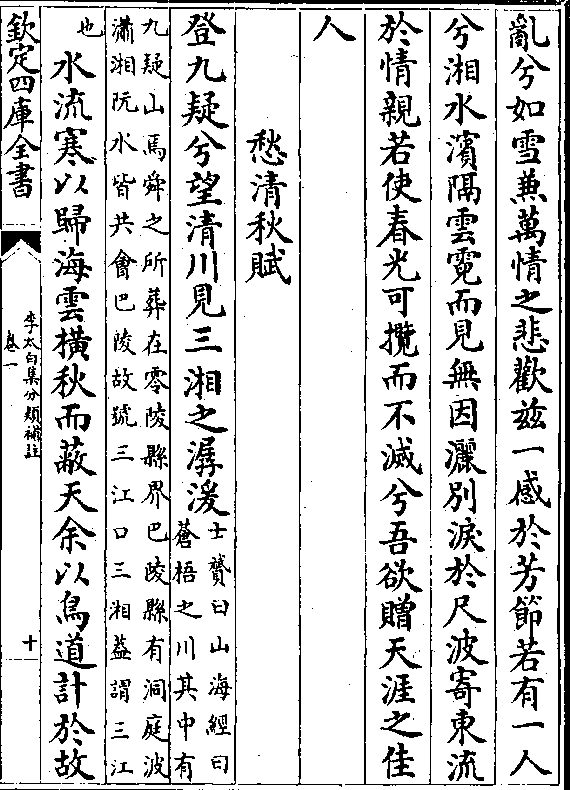 亂兮如雪兼萬情之悲歡兹一感於芳節若有一人
兮湘水濱隔雲霓而見無因灑別淚於尺波寄東流
於情親若使春光可攬而不滅兮吾欲贈天涯之佳
人
愁清秋賦
登九疑兮望清川見三湘之潺湲
士贇曰山海經曰
蒼梧之川其中有
九疑山焉舜之所葬在零陵縣界巴陵縣有洞庭波
瀟湘阮水皆共會巴陵故號三江口三湘蓋謂三江
也
水流寒以歸海雲橫秋而蔽天余以鳥道計於故
欽定四庫全書
李太白集分類補註
卷一
十